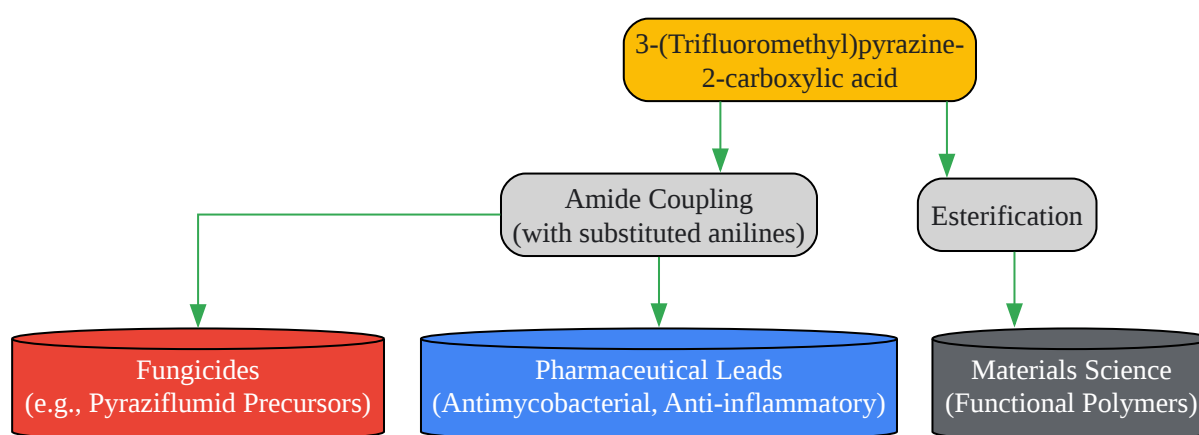 3-(Trifluoromethyl)pyrazine-
2-carboxylic acid
Amide Coupling
(with substituted anilines)
Esterification
Fungicides
(e.g., Pyraziflumid Precursors)
Pharmaceutical Leads
(Antimycobacterial, Anti-inflammatory)
Materials Science
(Functional Polymers)